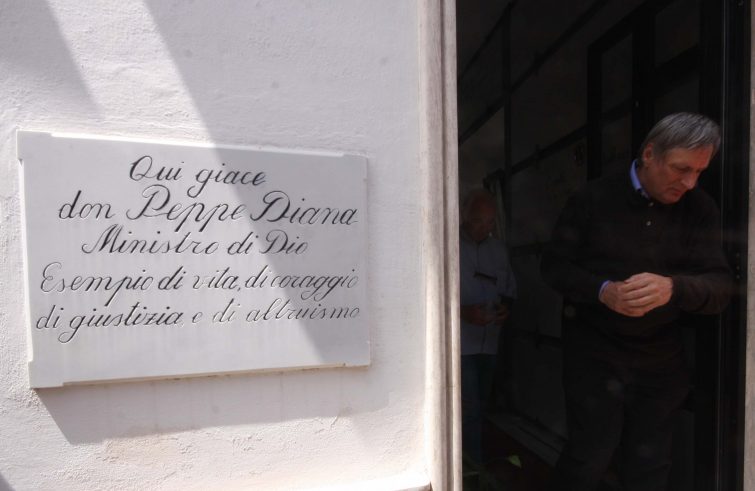 Qui giace
don Peppe Diana
Ministro di Dio
Esempio di vita, di coraggio
di giustizia e di altruismo